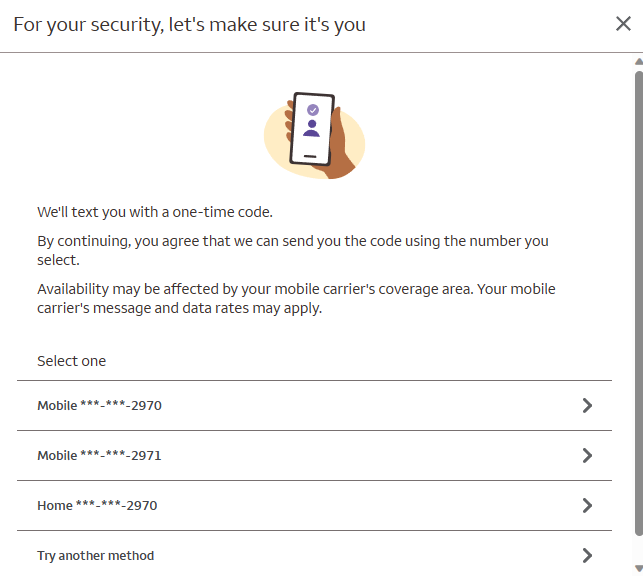 For your security, let's make sure it's you
We'll text you with a one-time code.
By continuing, you agree that we can send you the code using the number you
select.
Availability may be affected by your mobile carrier's coverage area. Your mobile
carrier's message and data rates may apply.
Select one
Mobile ***-***-2970
Mobile ***-***-2971
Home ***-***-2970
Try another method